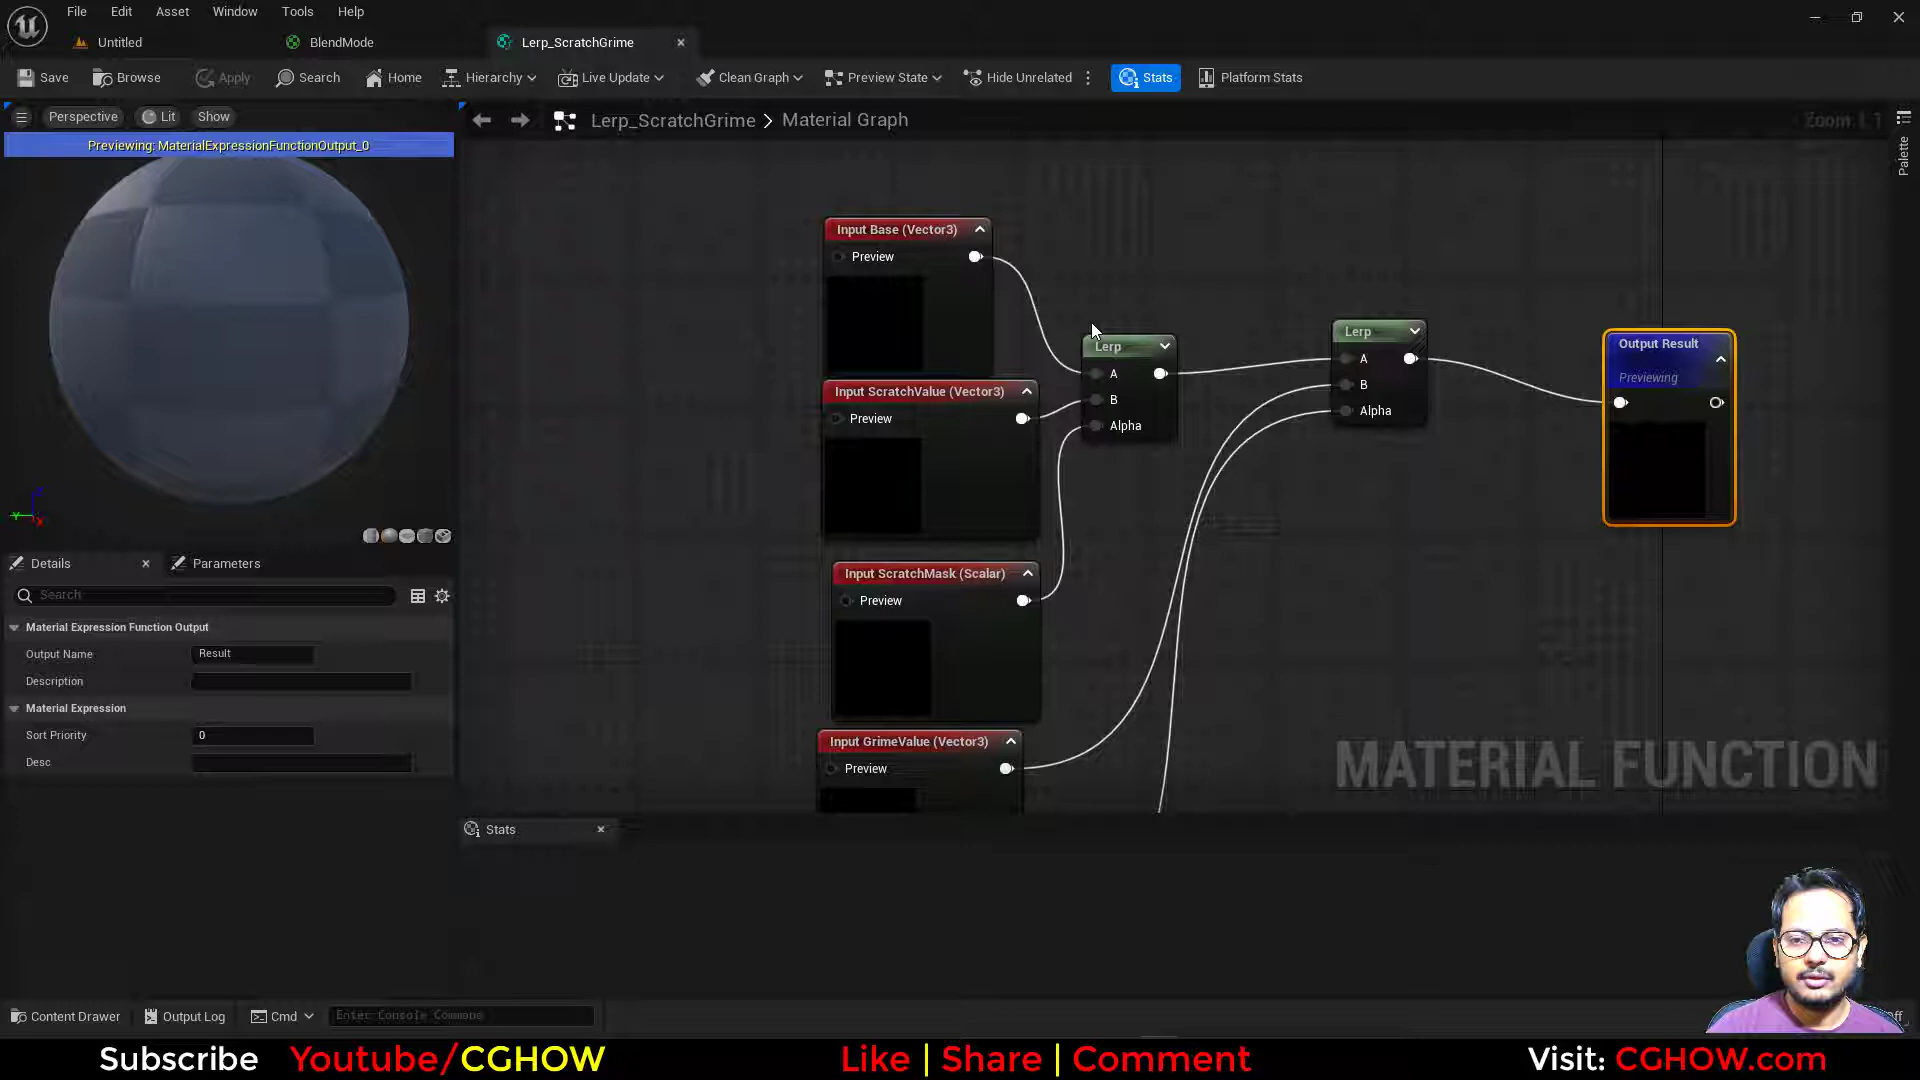 File Edit Asset Window Tools Help
Untitled BlendMode Lerp_ScratchGrime
Save Browse Apply Search Home Hierarchy Live Update Clean Graph Preview State Hide Unrelated Stats Platform Stats
Perspective Lit Show
Lerp_ScratchGrime > Material Graph
Palette
Previewing: MaterialExpressionFunctionOutput_0
Input Base (Vector3)
Preview
Lerp
A
B
Alpha
Lerp
A
B
Alpha
Output Result
Previewing
Input ScratchValue (Vector3)
Preview
Input ScratchMask (Scalar)
Preview
Input GrimeValue (Vector3)
Preview
MATERIAL FUNCTION
Details Parameters
Search
Material Expression Function Output
Output Name Result
Description
Material Expression
Sort Priority 0
Desc
Stats
Content Drawer Output Log Cmd Enter Console Command
Subscribe Youtube/CGHOW Like | Share | Comment Visit: CGHOW.com